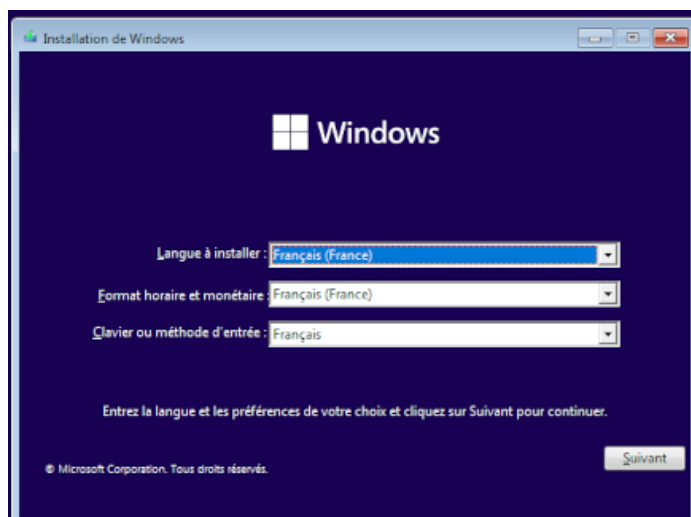 Installation de Windows
Windows
Langue à installer : Français (France)
Format horaire et monétaire : Français (France)
Clavier ou méthode d'entrée : Français
Entrez la langue et les préférences de votre choix et cliquez sur Suivant pour continuer.
© Microsoft Corporation. Tous droits réservés.
Suivant